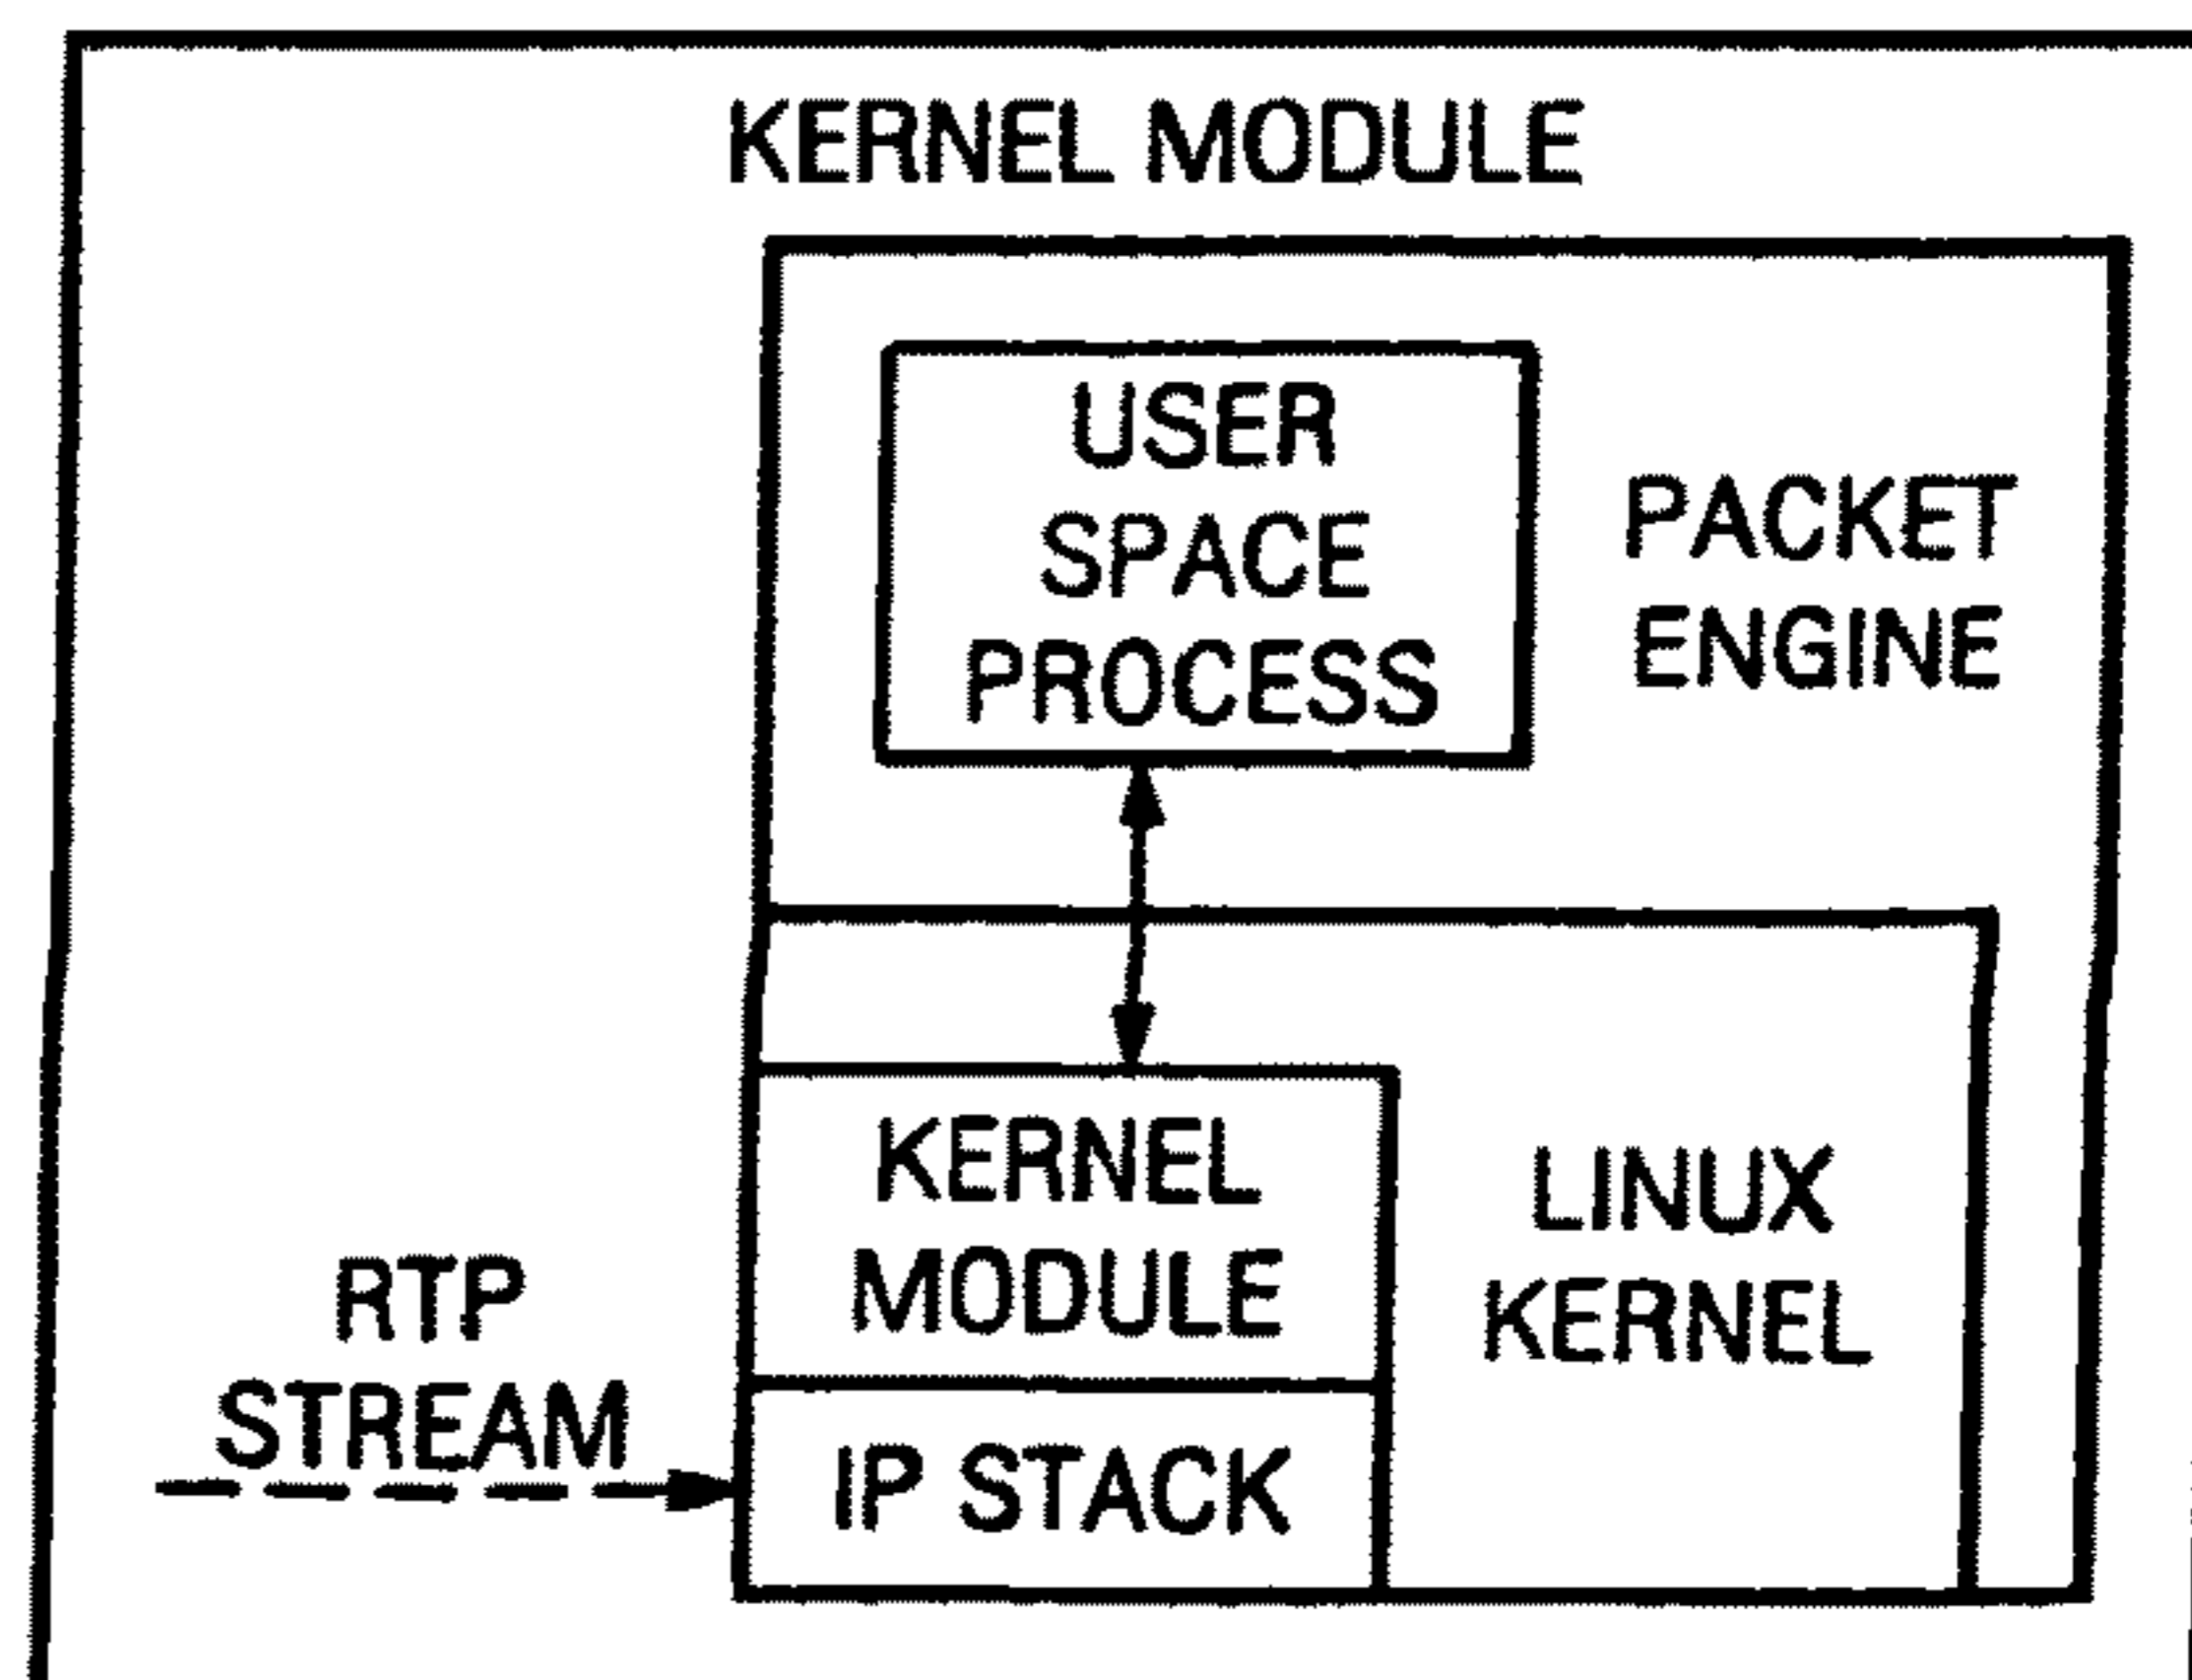 KERNEL MODULE
USER
SPACE
PROCESS
PACKET
ENGINE
KERNEL
MODULE
LINUX
KERNEL
RTP
STREAM
IP STACK